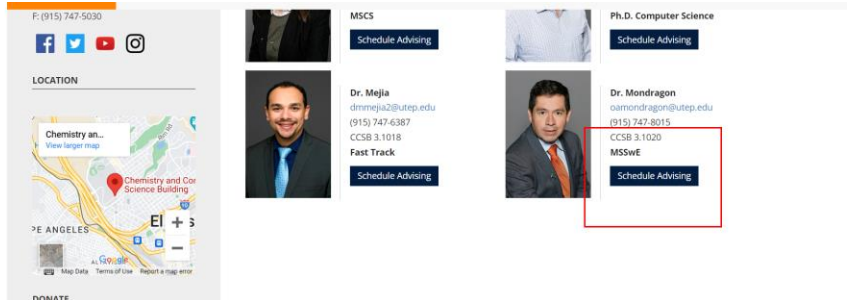 F: (915) 747-5030
LOCATION
Chemistry an...
View larger map
Chemistry and Cor
Science Building
El
s
PE ANGELES
+
−
Google
Map Data Terms of Use Report a map error
DONATE
MSCS
Schedule Advising
Ph.D. Computer Science
Schedule Advising
Dr. Mejia
dmmejia2@utep.edu
(915) 747-6387
CCSB 3.1018
Fast Track
Schedule Advising
Dr. Mondragon
oamondragon@utep.edu
(915) 747-8015
CCSB 3.1020
MSSwE
Schedule Advising